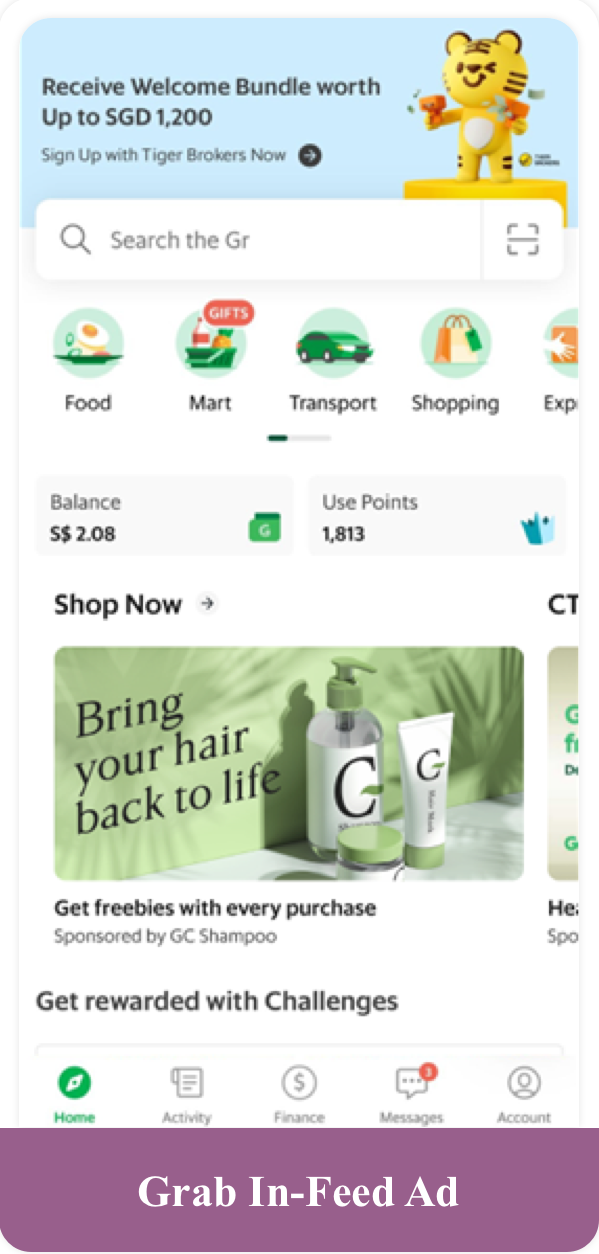 Receive Welcome Bundle worth
Up to SGD 1,200
Sign Up with Tiger Brokers Now
Search the Gr
GIFTS
Food
Mart
Transport
Shopping
Exp
Balance
S$ 2.08
G
Use Points
1,813
Shop Now
CT
Bring
your hair
back to life
G
G
Hair Mask
Get freebies with every purchase
Sponsored by GC Shampoo
G
fr
De
G
He
Spo
Get rewarded with Challenges
3
Home
Activity
Finance
Messages
Account
Grab In-Feed Ad